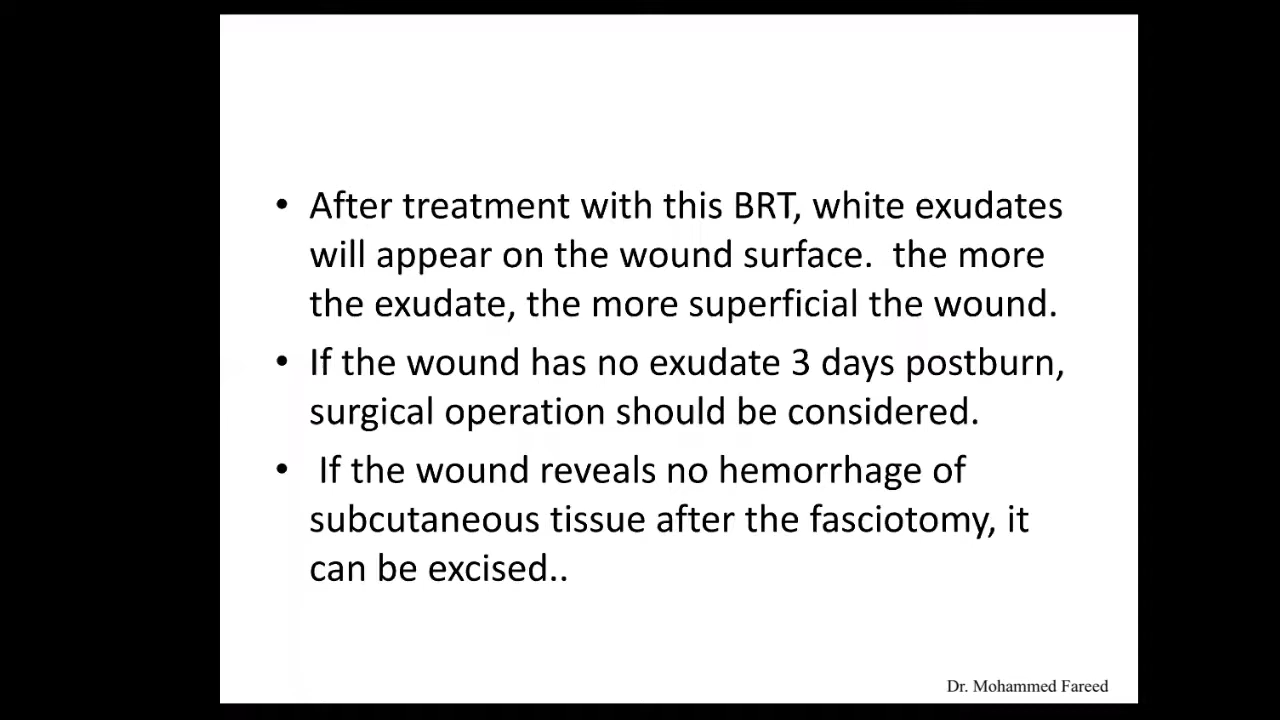 • After treatment with this BRT, white exudates
will appear on the wound surface.  the more
the exudate, the more superficial the wound.
• If the wound has no exudate 3 days postburn,
surgical operation should be considered.
•  If the wound reveals no hemorrhage of
subcutaneous tissue after the fasciotomy, it
can be excised..
Dr. Mohammed Fareed